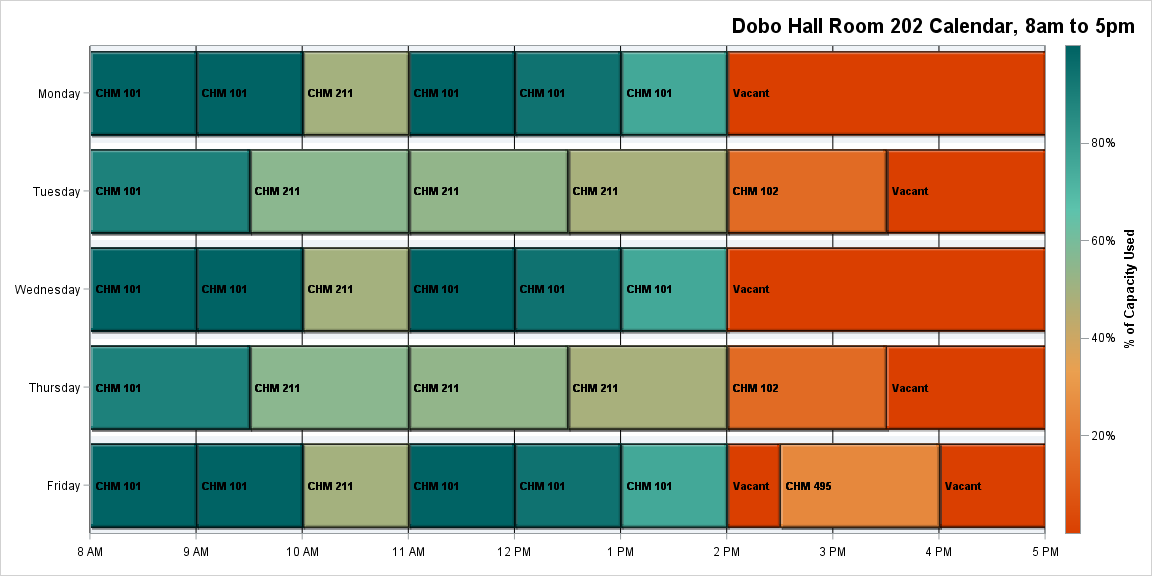 Dobo Hall Room 202 Calendar, 8am to 5pm
Monday CHM 101 CHM 101 CHM 211 CHM 101 CHM 101 CHM 101 Vacant
Tuesday CHM 101 CHM 211 CHM 211 CHM 211 CHM 102 Vacant
Wednesday CHM 101 CHM 101 CHM 211 CHM 101 CHM 101 CHM 101 Vacant
Thursday CHM 101 CHM 211 CHM 211 CHM 211 CHM 102 Vacant
Friday CHM 101 CHM 101 CHM 211 CHM 101 CHM 101 CHM 101 Vacant CHM 495 Vacant
8 AM 9 AM 10 AM 11 AM 12 PM 1 PM 2 PM 3 PM 4 PM 5 PM
80%
60%
40%
20%
% of Capacity Used